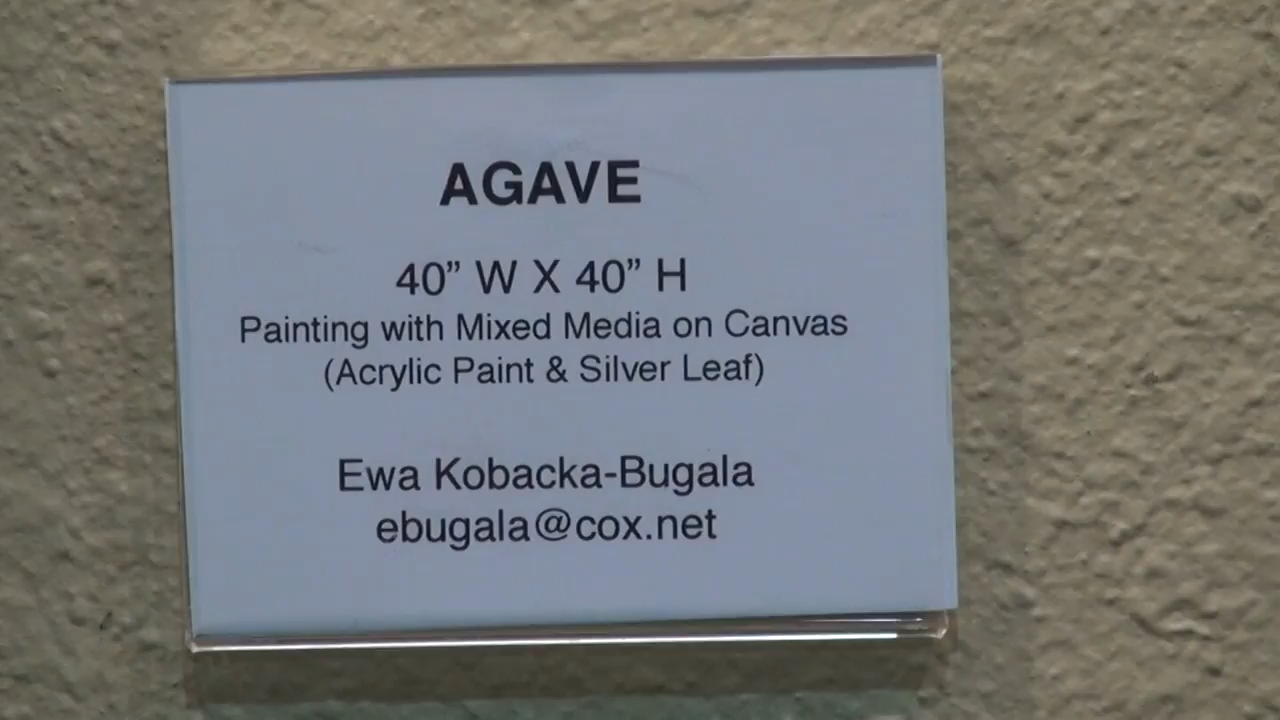 AGAVE
40” W X 40” H
Painting with Mixed Media on Canvas
(Acrylic Paint & Silver Leaf)
Ewa Kobacka-Bugala
ebugala@cox.net